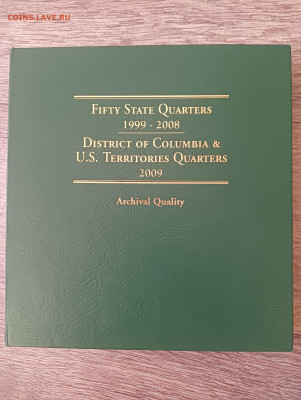 COINS.LAVE.RU
FIFTY STATE QUARTERS
1999 - 2008
DISTRICT OF COLUMBIA &
U.S. TERRITORIES QUARTERS
2009
Archival Quality